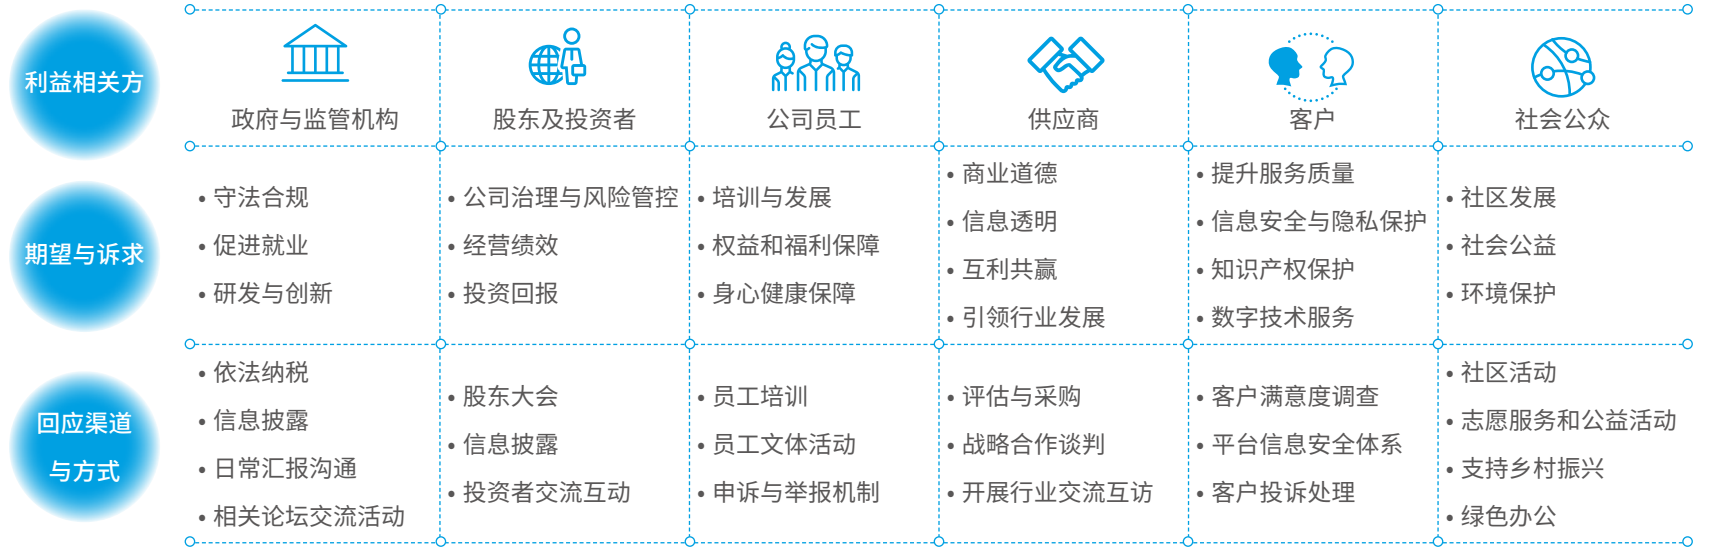 利益相关方
政府与监管机构
股东及投资者
公司员工
供应商
客户
社会公众
期望与诉求
• 守法合规
• 促进就业
• 研发与创新
• 公司治理与风险管控
• 经营绩效
• 投资回报
• 培训与发展
• 权益和福利保障
• 身心健康保障
• 商业道德
• 信息透明
• 互利共赢
• 引领行业发展
• 提升服务质量
• 信息安全与隐私保护
• 知识产权保护
• 数字技术服务
• 社区发展
• 社会公益
• 环境保护
回应渠道
与方式
• 依法纳税
• 信息披露
• 日常汇报沟通
• 相关论坛交流活动
• 股东大会
• 信息披露
• 投资者交流互动
• 员工培训
• 员工文体活动
• 申诉与举报机制
• 评估与采购
• 战略合作谈判
• 开展行业交流互访
• 客户满意度调查
• 平台信息安全体系
• 客户投诉处理
• 社区活动
• 志愿服务和公益活动
• 支持乡村振兴
• 绿色办公